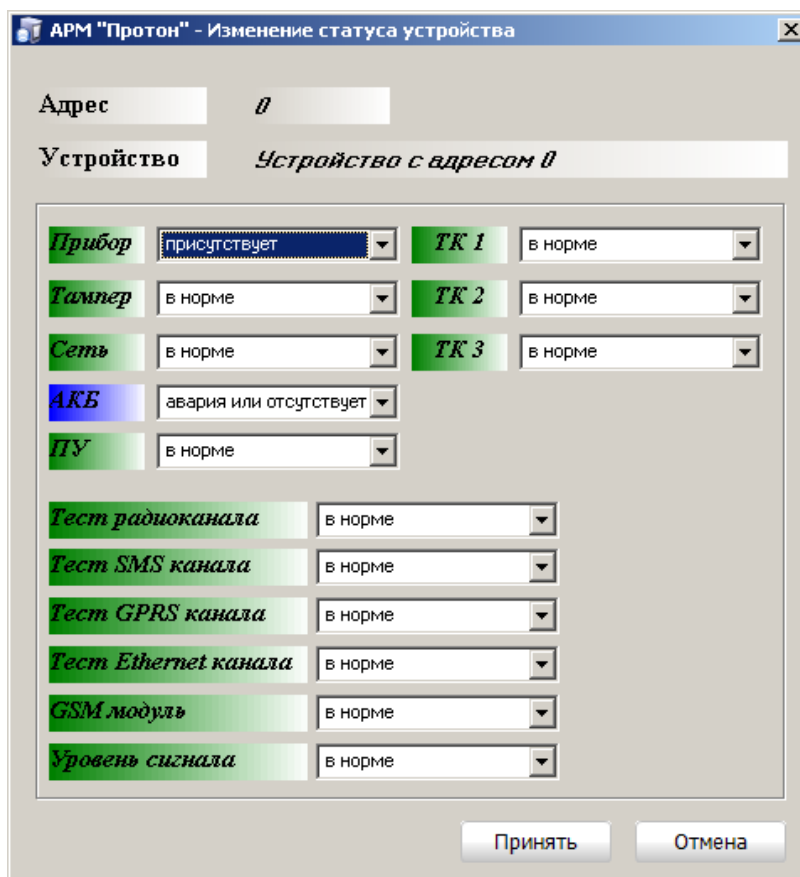 АРМ "Протон" - Изменение статуса устройства
Адрес 0
Устройство Устройство с адресом 0
Прибор присутствует ТК 1 в норме
Тампер в норме ТК 2 в норме
Сеть в норме ТК 3 в норме
АКБ авария или отсутствует
ПУ в норме
Тест радиоканала в норме
Тест SMS канала в норме
Тест GPRS канала в норме
Тест Ethernet канала в норме
GSM модуль в норме
Уровень сигнала в норме
Принять Отмена